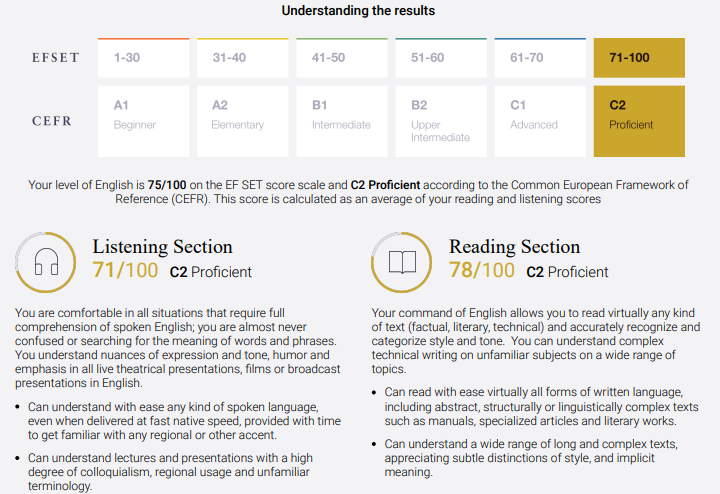 Understanding the results
EFSET 1-30 31-40 41-50 51-60 61-70 71-100
CEFR A1 A2 B1 B2 C1 C2
Beginner Elementary Intermediate Upper Intermediate Advanced Proficient
Your level of English is 75/100 on the EF SET score scale and C2 Proficient according to the Common European Framework of
Reference (CEFR). This score is calculated as an average of your reading and listening scores
Listening Section
71/100 C2 Proficient
You are comfortable in all situations that require full
comprehension of spoken English; you are almost never
confused or searching for the meaning of words and phrases.
You understand nuances of expression and tone, humor and
emphasis in all live theatrical presentations, films or broadcast
presentations in English.
• Can understand with ease any kind of spoken language,
even when delivered at fast native speed, provided with time
to get familiar with any regional or other accent.
• Can understand lectures and presentations with a high
degree of colloquialism, regional usage and unfamiliar
terminology.
Reading Section
78/100 C2 Proficient
Your command of English allows you to read virtually any kind
of text (factual, literary, technical) and accurately recognize and
categorize style and tone. You can understand complex
technical writing on unfamiliar subjects on a wide range of
topics.
• Can read with ease virtually all forms of written language,
including abstract, structurally or linguistically complex texts
such as manuals, specialized articles and literary works.
• Can understand a wide range of long and complex texts,
appreciating subtle distinctions of style, and implicit
meaning.